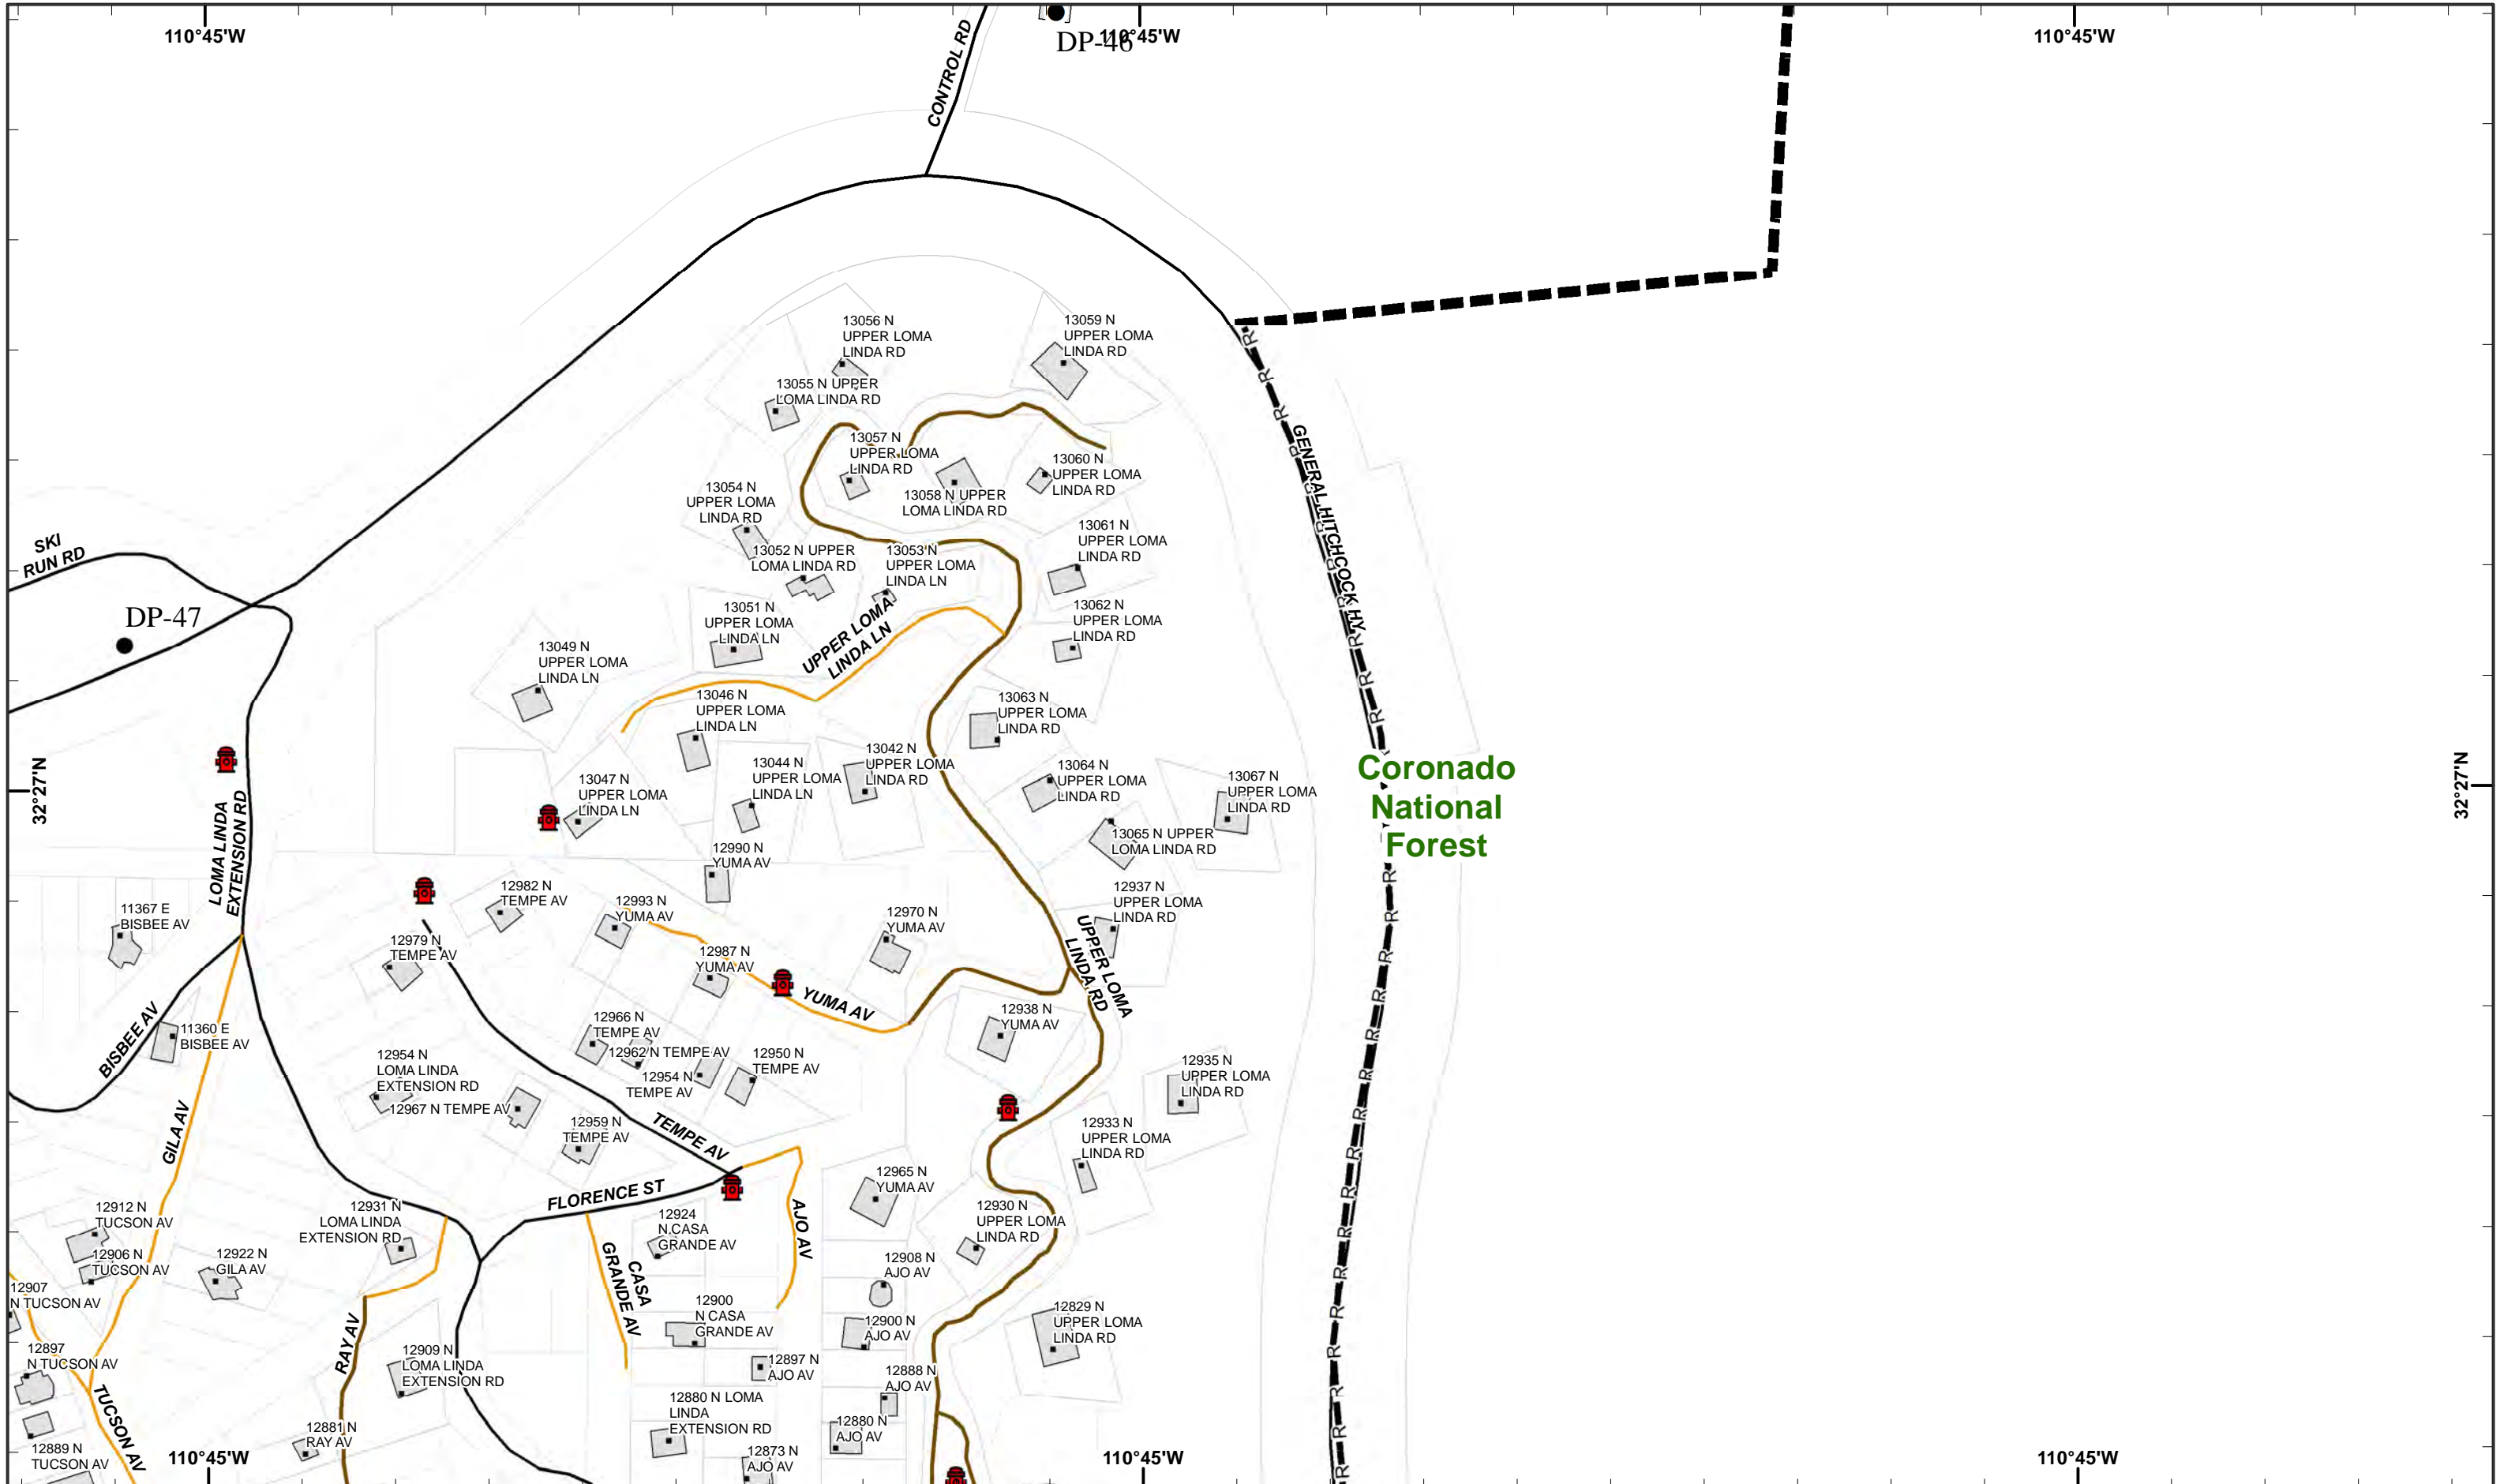 110°45'W
110°45'W
110°45'W
DP-46
CONTROL RD
13056 N
UPPER LOMA
LINDA RD
13059 N
UPPER LOMA
LINDA RD
13055 N UPPER
LOMA LINDA RD
13057 N
UPPER LOMA
LINDA RD
13058 N UPPER
LOMA LINDA RD
13060 N
UPPER LOMA
LINDA RD
13054 N
UPPER LOMA
LINDA RD
13052 N UPPER
LOMA LINDA RD
13053 N
UPPER LOMA
LINDA LN
13061 N
UPPER LOMA
LINDA RD
GENERAL HITCHCOCK HY
SKI
RUN RD
DP-47
13051 N
UPPER LOMA
LINDA LN
UPPER LOMA
LINDA LN
13062 N
UPPER LOMA
LINDA RD
13049 N
UPPER LOMA
LINDA LN
13046 N
UPPER LOMA
LINDA LN
13063 N
UPPER LOMA
LINDA RD
13047 N
UPPER LOMA
LINDA LN
13044 N
UPPER LOMA
LINDA LN
13042 N
UPPER LOMA
LINDA RD
13064 N
UPPER LOMA
LINDA RD
13067 N
UPPER LOMA
LINDA RD
13065 N UPPER
LOMA LINDA RD
Coronado
National
Forest
32°27'N
32°27'N
LOMA LINDA
EXTENSION RD
12990 N
YUMA AV
12982 N
TEMPE AV
12993 N
YUMA AV
12970 N
YUMA AV
12937 N
UPPER LOMA
LINDA RD
11367 E
BISBEE AV
12979 N
TEMPE AV
12987 N
YUMA AV
UPPER LOMA
LINDA RD
YUMA AV
BISBEE AV
11360 E
BISBEE AV
12966 N
TEMPE AV
12962 N TEMPE AV
12954 N
TEMPE AV
12950 N
TEMPE AV
12938 N
YUMA AV
12954 N
LOMA LINDA
EXTENSION RD
12967 N TEMPE AV
12959 N
TEMPE AV
TEMPE AV
12935 N
UPPER LOMA
LINDA RD
12933 N
UPPER LOMA
LINDA RD
GILA AV
FLORENCE ST
12965 N
YUMA AV
12930 N
UPPER LOMA
LINDA RD
12912 N
TUCSON AV
12906 N
TUCSON AV
12931 N
LOMA LINDA
EXTENSION RD
12922 N
GILA AV
12924
N CASA
GRANDE AV
CASA
GRANDE AV
AJO AV
12908 N
AJO AV
12907
N TUCSON AV
12900
N CASA
GRANDE AV
12900 N
AJO AV
12829 N
UPPER LOMA
LINDA RD
12897
N TUCSON AV
RAY AV
12909 N
LOMA LINDA
EXTENSION RD
12897 N
AJO AV
12888 N
AJO AV
TUCSON AV
12880 N LOMA
LINDA
EXTENSION RD
12880 N
AJO AV
12881 N
RAY AV
12889 N
TUCSON AV
12873 N
AJO AV
110°45'W
110°45'W
110°45'W